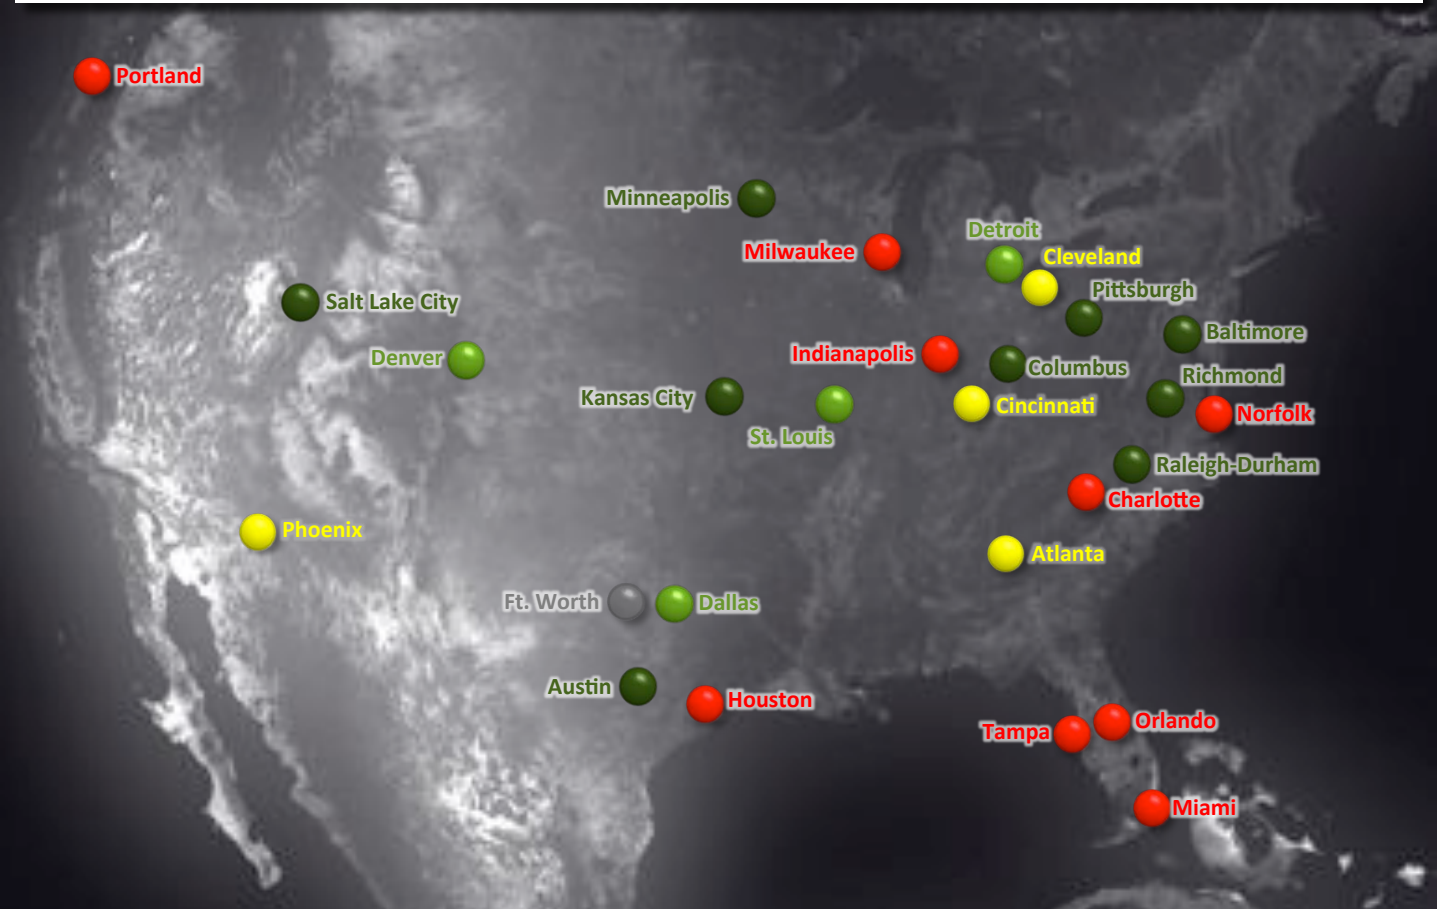 Portland
Minneapolis
Detroit
Milwaukee
Cleveland
Pittsburgh
Salt Lake City
Baltimore
Denver
Indianapolis
Columbus
Richmond
Kansas City
Cincinnati
Norfolk
St. Louis
Raleigh-Durham
Charlotte
Phoenix
Atlanta
Ft. Worth
Dallas
Austin
Houston
Orlando
Tampa
Miami